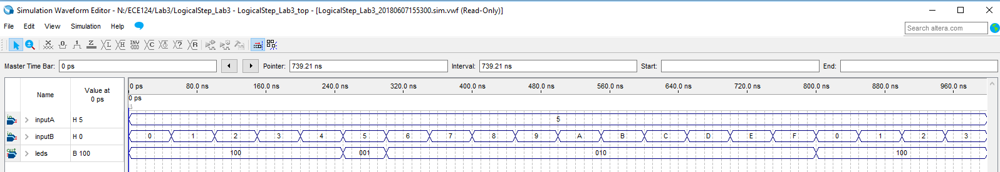 Simulation Waveform Editor - N:/ECE124/Lab3/LogicalStep_Lab3 - LogicalStep_Lab3_top - [LogicalStep_Lab3_20180607155300.sim.vwf (Read-Only)]
File Edit View Simulation Help
Search altera.com
Master Time Bar: 0 ps Pointer: 739.21 ns Interval: 739.21 ns Start: End:
Name Value at 0 ps
0 ps 80.0 ns 160.0 ns 240.0 ns 320.0 ns 400.0 ns 480.0 ns 560.0 ns 640.0 ns 720.0 ns 800.0 ns 880.0 ns 960.0 ns
0 ps
inputA H 5 5
inputB H 0 0 1 2 3 4 5 6 7 8 9 A B C D E F 0 1 2 3
leds B 100 100 001 010 100